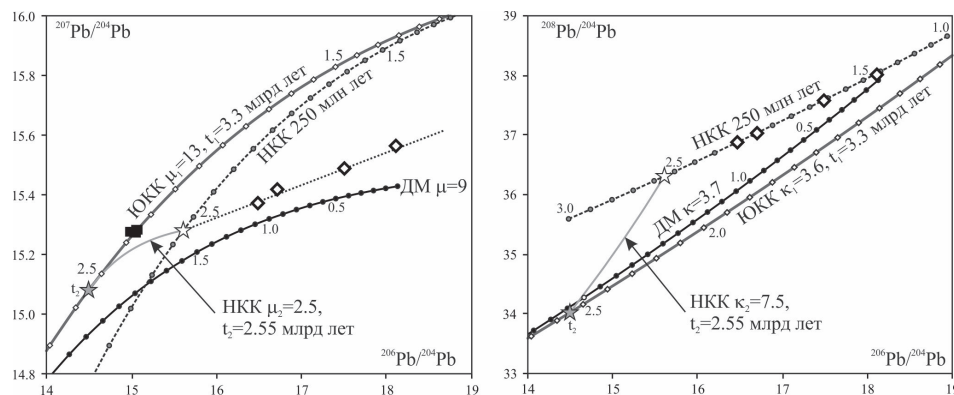 16.0
15.8
15.6
15.4
15.2
15.0
14.8
14
15
16
17
18
19
²⁰⁷Pb/²⁰⁴Pb
²⁰⁶Pb/²⁰⁴Pb
ЮКК μ₁=13, t₁=3.3 млрд лет
1.5
1.5
НКК 250 млн лет
2.5
2.5
t₂
ДМ μ=9
0.5
1.0
1.5
НКК μ₂=2.5,
t₂=2.55 млрд лет
39
38
37
36
35
34
33
14
15
16
17
18
19
²⁰⁸Pb/²⁰⁴Pb
²⁰⁶Pb/²⁰⁴Pb
1.0
1.5
НКК 250 млн лет
2.5
3.0
0.5
1.0
ДМ κ=3.7
ЮКК κ₁=3.6, t₁=3.3 млрд лет
2.0
2.5
t₂
НКК κ₂=7.5,
t₂=2.55 млрд лет